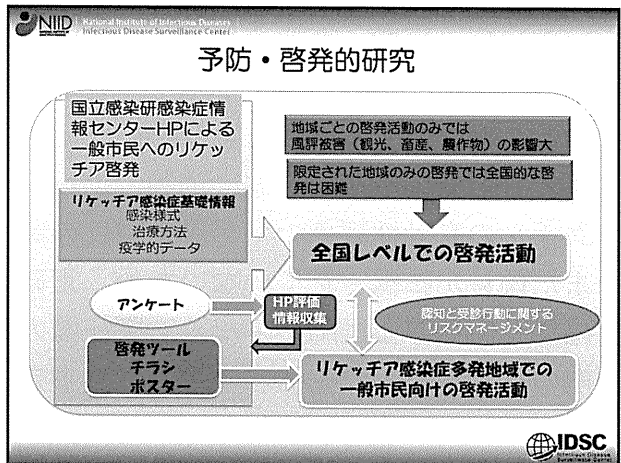 NIID National Institute of Infectious Diseases
Infectious Disease Surveillance Center
予防・啓発的研究
国立感染研感染症情
報センターHPによる
一般市民へのリケッ
チア啓発
地域ごとの啓発活動のみでは
風評被害（観光、畜産、農作物）の影響大
限定された地域のみの啓発では全国的な啓
発は困難
リケッチア感染症基礎情報
感染様式
治療方法
疫学的データ
全国レベルでの啓発活動
アンケート
HP評価
情報収集
認知と受診行動に関する
リスクマネージメント
啓発ツール
チラシ
ポスター
リケッチア感染症多発地域での
一般市民向けの啓発活動
IDSC
Infectious Disease
Surveillance Center